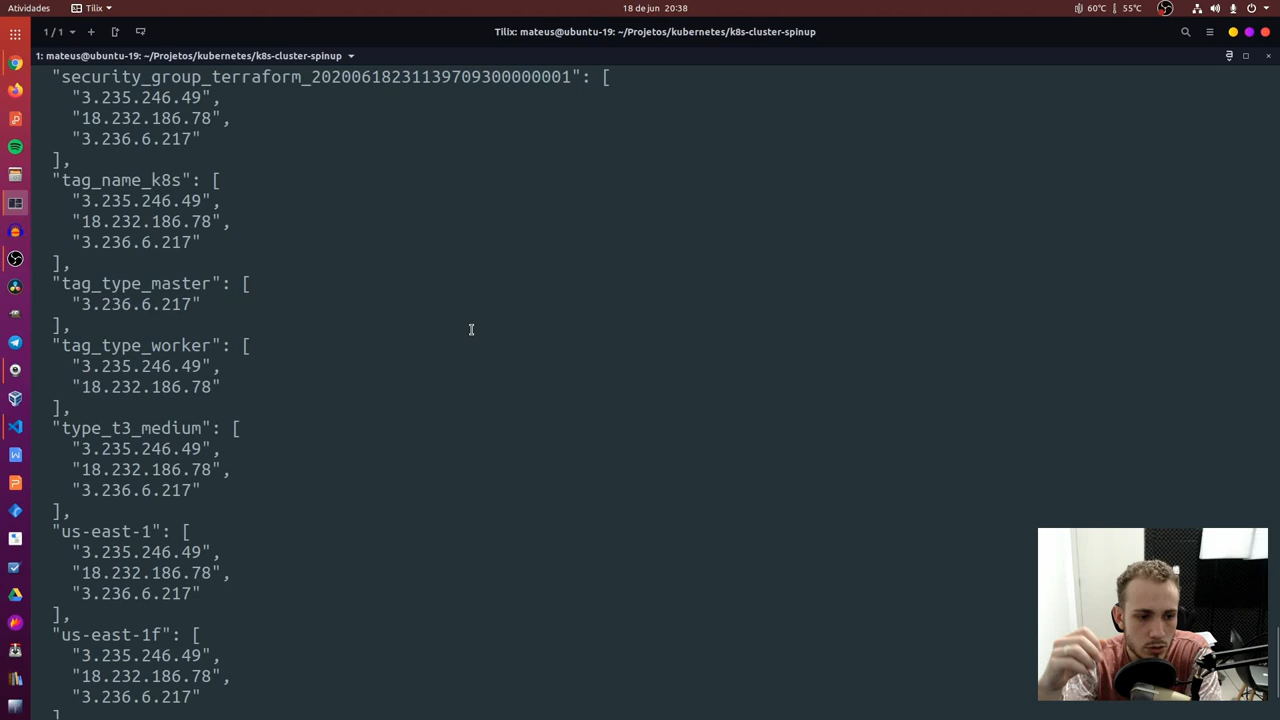 Atividades
Tilix
18 de jun 20:38
60°C
55°C
1 / 1
Tilix: mateus@ubuntu-19: ~/Projetos/kubernetes/k8s-cluster-spinup
1: mateus@ubuntu-19: ~/Projetos/kubernetes/k8s-cluster-spinup
"security_group_terraform_20200618231139709300000001": [
"3.235.246.49",
"18.232.186.78",
"3.236.6.217"
],
"tag_name_k8s": [
"3.235.246.49",
"18.232.186.78",
"3.236.6.217"
],
"tag_type_master": [
"3.236.6.217"
],
"tag_type_worker": [
"3.235.246.49",
"18.232.186.78"
],
"type_t3_medium": [
"3.235.246.49",
"18.232.186.78",
"3.236.6.217"
],
"us-east-1": [
"3.235.246.49",
"18.232.186.78",
"3.236.6.217"
],
"us-east-1f": [
"3.235.246.49",
"18.232.186.78",
"3.236.6.217"
]